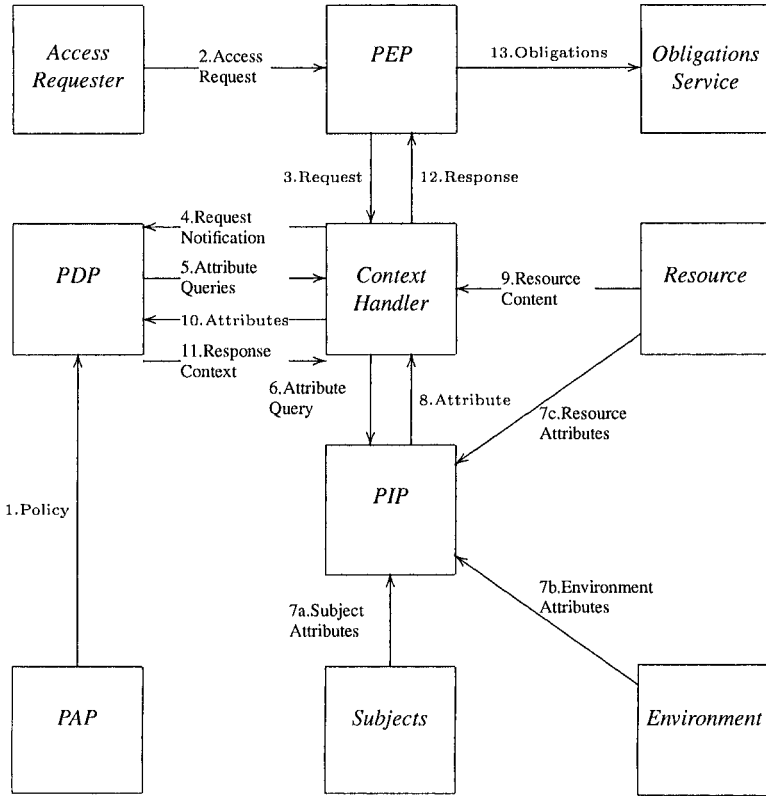 Access
Requester
2.Access
Request
PEP
13.Obligations
Obligations
Service
3.Request
12.Response
PDP
4.Request
Notification
5.Attribute
Queries
10.Attributes
11.Response
Context
Context
Handler
9.Resource
Content
Resource
6.Attribute
Query
8.Attribute
7c.Resource
Attributes
1.Policy
PIP
7a.Subject
Attributes
7b.Environment
Attributes
PAP
Subjects
Environment